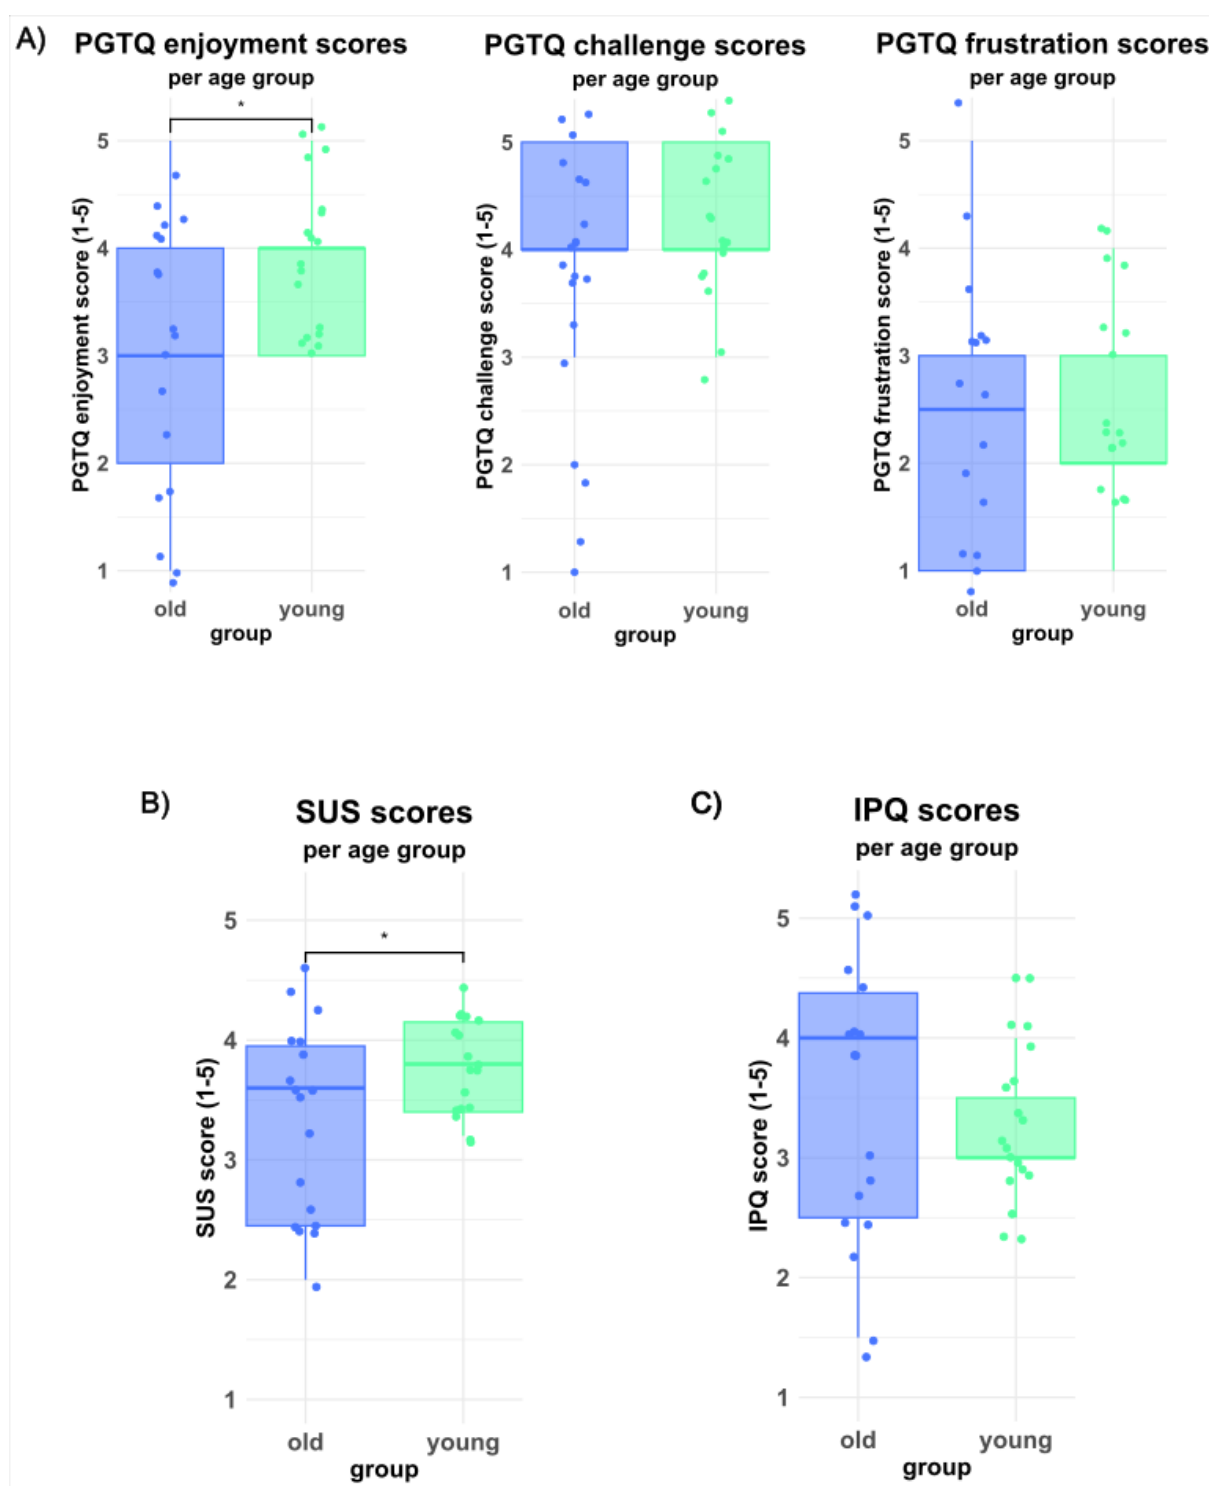 A)
PGTQ enjoyment scores
per age group
*
PGTQ enjoyment score (1-5)
5
4
3
2
1
old young
group
PGTQ challenge scores
per age group
PGTQ challenge score (1-5)
5
4
3
2
1
old young
group
PGTQ frustration scores
per age group
PGTQ frustration score (1-5)
5
4
3
2
1
old young
group
B)
SUS scores
per age group
*
SUS score (1-5)
5
4
3
2
1
old young
group
C)
IPQ scores
per age group
IPQ score (1-5)
5
4
3
2
1
old young
group